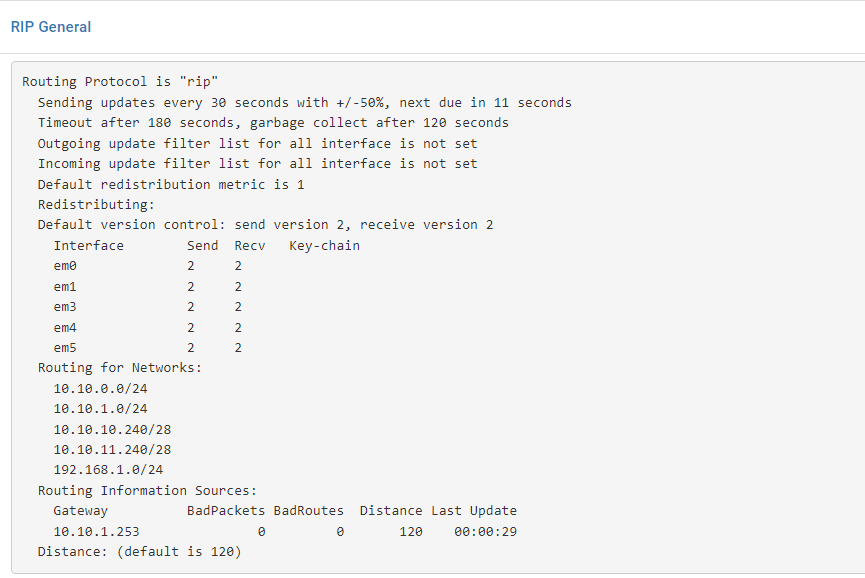 RIP General
Routing Protocol is "rip"
Sending updates every 30 seconds with +/-50%, next due in 11 seconds
Timeout after 180 seconds, garbage collect after 120 seconds
Outgoing update filter list for all interface is not set
Incoming update filter list for all interface is not set
Default redistribution metric is 1
Redistributing:
Default version control: send version 2, receive version 2
Interface Send Recv Key-chain
em0 2 2
em1 2 2
em3 2 2
em4 2 2
em5 2 2
Routing for Networks:
10.10.0.0/24
10.10.1.0/24
10.10.10.240/28
10.10.11.240/28
192.168.1.0/24
Routing Information Sources:
Gateway BadPackets BadRoutes Distance Last Update
10.10.1.253 0 0 120 00:00:29
Distance: (default is 120)